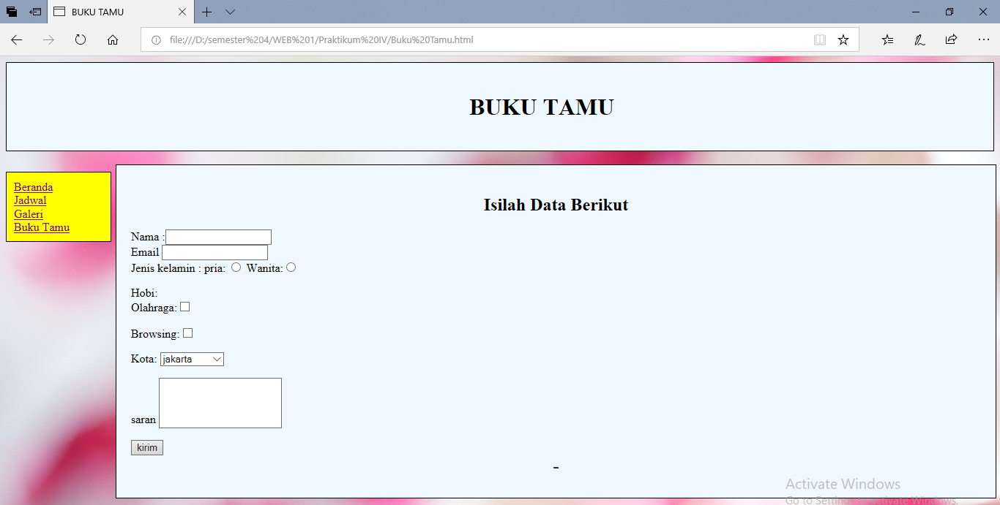 BUKU TAMU
file:///D:/semester%204/WEB%201/Praktikum%20IV/Buku%20Tamu.html
BUKU TAMU
Beranda
Jadwal
Galeri
Buku Tamu
Isilah Data Berikut
Nama :
Email
Jenis kelamin : pria: Wanita:
Hobi:
Olahraga:
Browsing:
Kota: jakarta
saran
kirim
-
Activate Windows
Go to Settings to activate Windows.